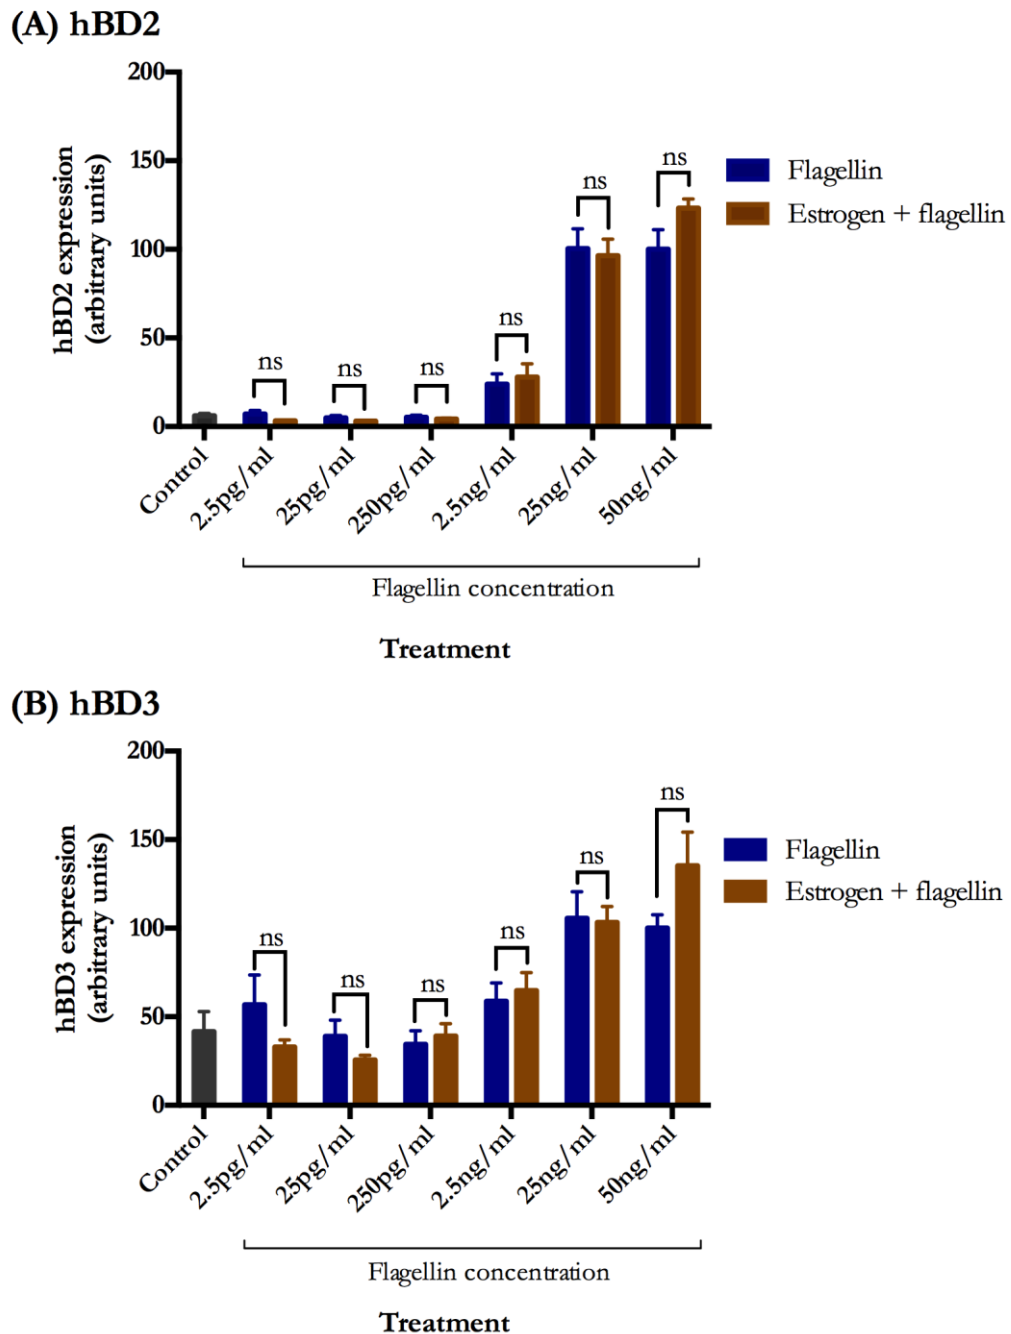 (A) hBD2
200
150
100
50
0
hBD2 expression
(arbitrary units)
ns
ns
ns
ns
ns
ns
Flagellin
Estrogen + flagellin
Control
2.5pg/ml
25pg/ml
250pg/ml
2.5ng/ml
25ng/ml
50ng/ml
Flagellin concentration
Treatment
(B) hBD3
200
150
100
50
0
hBD3 expression
(arbitrary units)
ns
ns
ns
ns
ns
ns
Flagellin
Estrogen + flagellin
Control
2.5pg/ml
25pg/ml
250pg/ml
2.5ng/ml
25ng/ml
50ng/ml
Flagellin concentration
Treatment